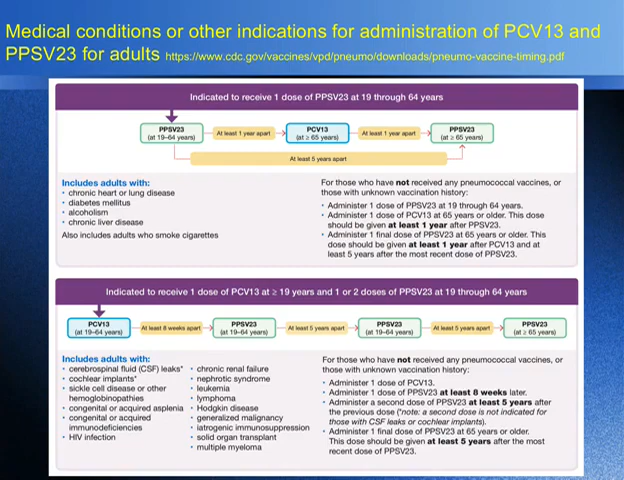 Medical conditions or other indications for administration of PCV13 and
PPSV23 for adults https://www.cdc.gov/vaccines/vpd/pneumo/downloads/pneumo-vaccine-timing.pdf
Indicated to receive 1 dose of PPSV23 at 19 through 64 years
PPSV23
(at 19–64 years)
At least 1 year apart
PCV13
(at ≥ 65 years)
At least 1 year apart
PPSV23
(at ≥ 65 years)
At least 5 years apart
Includes adults with:
• chronic heart or lung disease
• diabetes mellitus
• alcoholism
• chronic liver disease
Also includes adults who smoke cigarettes
For those who have not received any pneumococcal vaccines, or
those with unknown vaccination history:
• Administer 1 dose of PPSV23 at 19 through 64 years.
• Administer 1 dose of PCV13 at 65 years or older. This dose
should be given at least 1 year after PPSV23.
• Administer 1 final dose of PPSV23 at 65 years or older. This
dose should be given at least 1 year after PCV13 and at
least 5 years after the most recent dose of PPSV23.
Indicated to receive 1 dose of PCV13 at ≥ 19 years and 1 or 2 doses of PPSV23 at 19 through 64 years
PCV13
(at 19–64 years)
At least 8 weeks apart
PPSV23
(at 19–64 years)
At least 5 years apart
PPSV23
(at 19–64 years)
At least 5 years apart
PPSV23
(at ≥ 65 years)
Includes adults with:
• cerebrospinal fluid (CSF) leaks*
• cochlear implants*
• sickle cell disease or other
hemoglobinopathies
• congenital or acquired asplenia
• congenital or acquired
immunodeficiencies
• HIV infection
• chronic renal failure
• nephrotic syndrome
• leukemia
• lymphoma
• Hodgkin disease
• generalized malignancy
• iatrogenic immunosuppression
• solid organ transplant
• multiple myeloma
For those who have not received any pneumococcal vaccines, or
those with unknown vaccination history:
• Administer 1 dose of PCV13.
• Administer 1 dose of PPSV23 at least 8 weeks later.
• Administer a second dose of PPSV23 at least 5 years after
the previous dose (*note: a second dose is not indicated for
those with CSF leaks or cochlear implants).
• Administer 1 final dose of PPSV23 at 65 years or older.
This dose should be given at least 5 years after the most
recent dose of PPSV23.